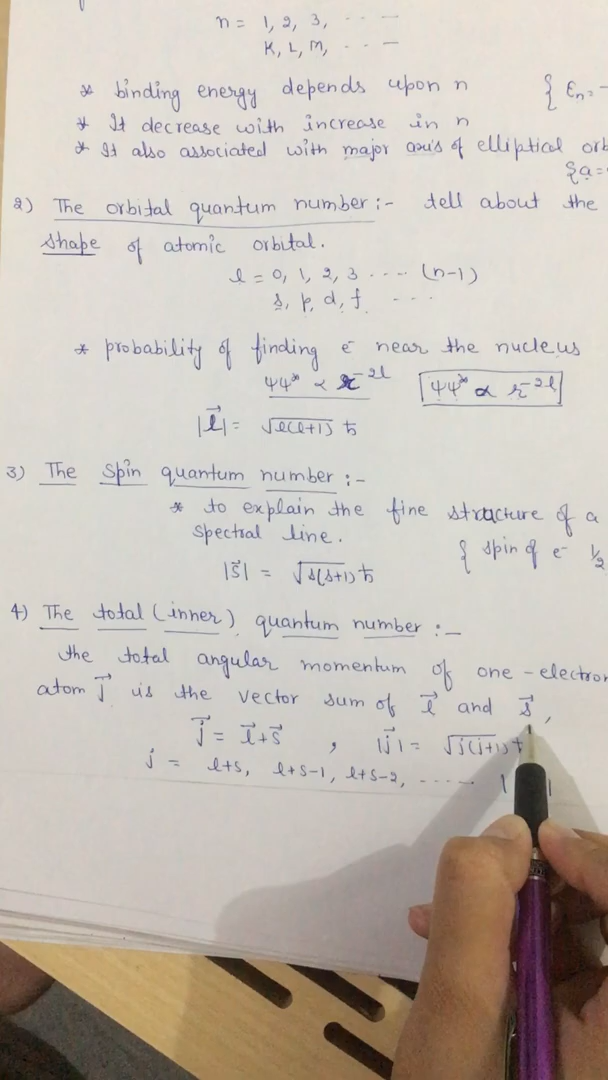 n = 1, 2, 3, ....
K, L, M, ....
* binding energy depends upon n { En = -
* It decrease with increase in n
* It also associated with major axis of elliptical orb
{ a =
2) The orbital quantum number :- tell about the
shape of atomic orbital.
l = 0, 1, 2, 3 .... (n-1)
s, p, d, f ...
* probability of finding e⁻ near the nucleus
ψψ* ∝ r⁻²ˡ ψψ* ∝ r⁻²ˡ
|l⃗| = √l(l+1) ħ
3) The Spin quantum number :-
* to explain the fine structure of a
spectral line. { spin of e⁻ 1/2
|s⃗| = √s(s+1) ħ
4) The total (inner) quantum number :-
the total angular momentum of one-electron
atom J⃗ is the vector sum of l⃗ and s⃗,
j⃗ = l⃗+s⃗ , |j⃗| = √j(j+1)
j = l+s, l+s-1, l+s-2, ..... | |